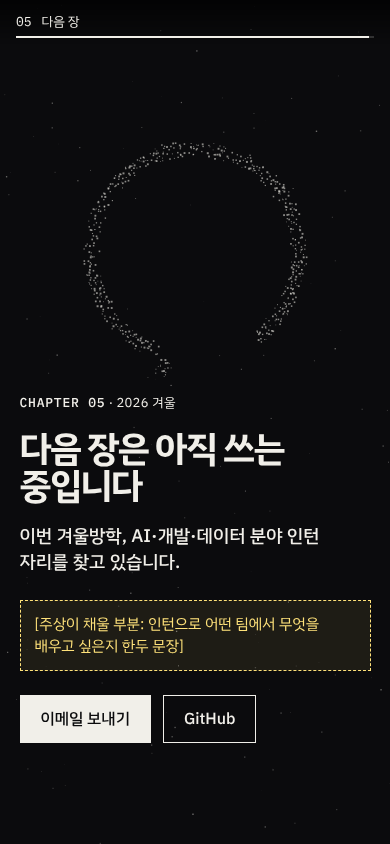 05 다음 장
CHAPTER 05 · 2026 겨울
다음 장은 아직 쓰는
중입니다
이번 겨울방학, AI·개발·데이터 분야 인턴
자리를 찾고 있습니다.
[주상이 채울 부분: 인턴으로 어떤 팀에서 무엇을
배우고 싶은지 한두 문장]
이메일 보내기
GitHub